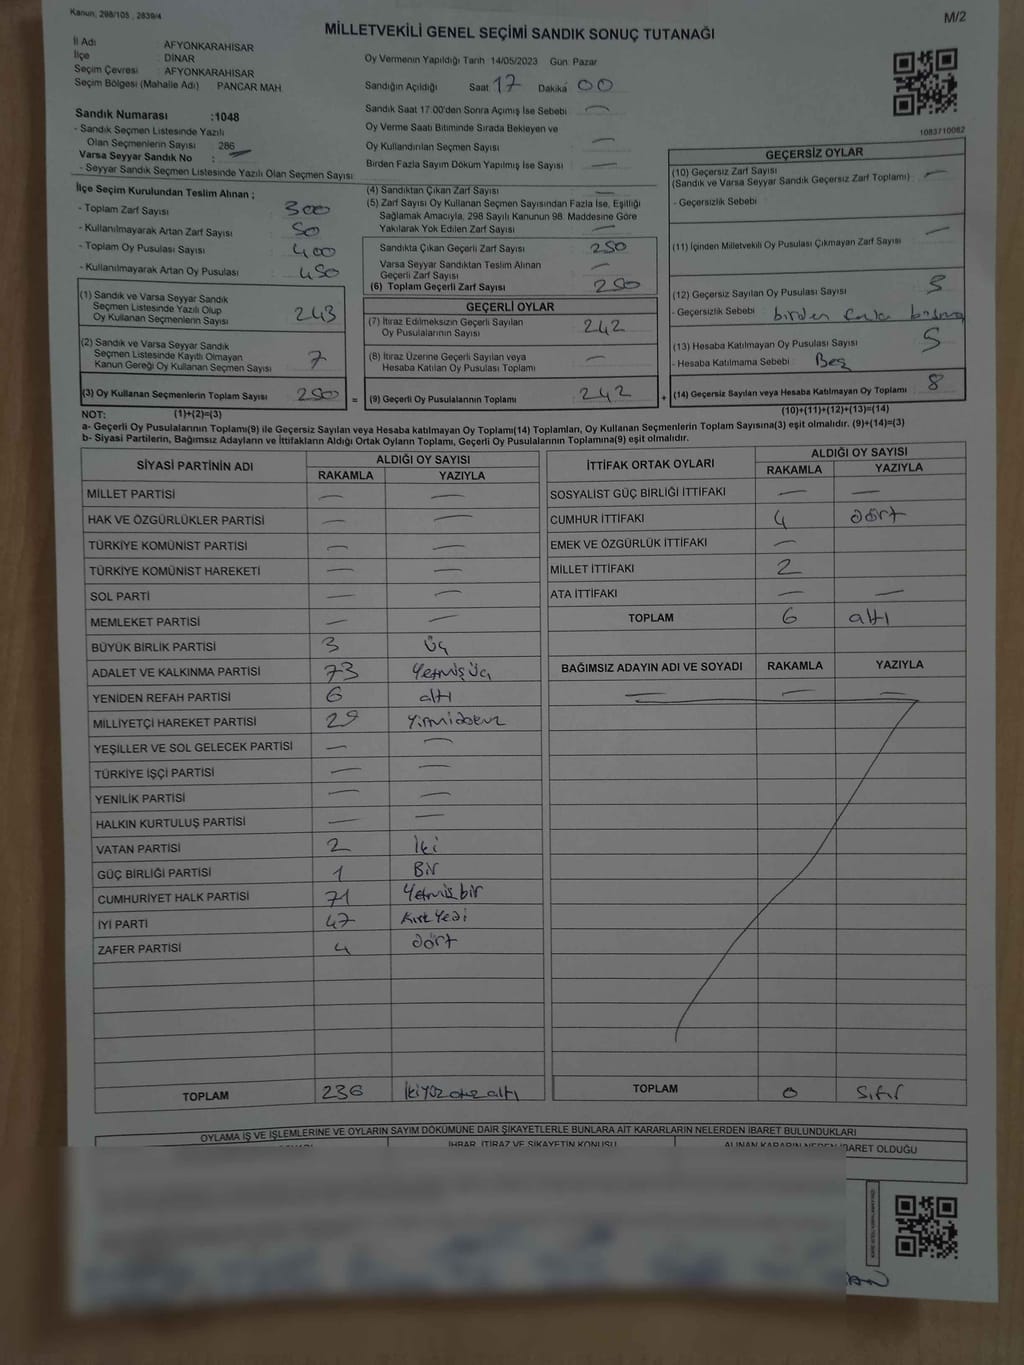 Kanun; 298/105 , 2839/4
M/2
MİLLETVEKİLİ GENEL SEÇİMİ SANDIK SONUÇ TUTANAĞI
İl Adı : AFYONKARAHİSAR
İlçe : DİNAR
Seçim Çevresi : AFYONKARAHİSAR
Seçim Bölgesi (Mahalle Adı) PANCAR MAH.
Sandık Numarası :1048
- Sandık Seçmen Listesinde Yazılı
Olan Seçmenlerin Sayısı : 286
Varsa Seyyar Sandık No : —
- Seyyar Sandık Seçmen Listesinde Yazılı Olan Seçmen Sayısı:
Oy Vermenin Yapıldığı Tarih 14/05/2023 Gün: Pazar
Sandığın Açıldığı Saat: 17 Dakika: 00
Sandık Saat 17:00'den Sonra Açımış İse Sebebi —
Oy Verme Saati Bitiminde Sırada Bekleyen ve
Oy Kullandırılan Seçmen Sayısı —
Birden Fazla Sayım Döküm Yapılmış İse Sayısı —
1083710062
İlçe Seçim Kurulundan Teslim Alınan ;
- Toplam Zarf Sayısı : 300
- Kullanılmayarak Artan Zarf Sayısı : 50
- Toplam Oy Pusulası Sayısı : 400
- Kullanılmayarak Artan Oy Pusulası : 450
(4) Sandıktan Çıkan Zarf Sayısı —
(5) Zarf Sayısı Oy Kullanan Seçmen Sayısından Fazla İse, Eşitliği
Sağlamak Amacıyla, 298 Sayılı Kanunun 98. Maddesine Göre
Yakılarak Yok Edilen Zarf Sayısı —
Sandıkta Çıkan Geçerli Zarf Sayısı 250
Varsa Seyyar Sandıktan Teslim Alınan
Geçerli Zarf Sayısı —
(6) Toplam Geçerli Zarf Sayısı 250
GEÇERSİZ OYLAR
(10) Geçersiz Zarf Sayısı
(Sandık ve Varsa Seyyar Sandık Geçersiz Zarf Toplamı) : —
- Geçersizlik Sebebi :
(11) İçinden Milletvekili Oy Pusulası Çıkmayan Zarf Sayısı —
(12) Geçersiz Sayılan Oy Pusulası Sayısı : 3
- Geçersizlik Sebebi : birden fazla basma
(13) Hesaba Katılmayan Oy Pusulası Sayısı : 5
- Hesaba Katılmama Sebebi : Beş
(14) Geçersiz Sayılan veya Hesaba Katılmayan Oy Toplamı : 8
(10)+(11)+(12)+(13)=(14)
(1) Sandık ve Varsa Seyyar Sandık
Seçmen Listesinde Yazılı Olup
Oy Kullanan Seçmenlerin Sayısı : 243
(2) Sandık ve Varsa Seyyar Sandık
Seçmen Listesinde Kayıtlı Olmayan
Kanun Gereği Oy Kullanan Seçmen Sayısı : 7
(3) Oy Kullanan Seçmenlerin Toplam Sayısı : 250
=
GEÇERLİ OYLAR
(7) İtiraz Edilmeksizin Geçerli Sayılan
Oy Pusulalarının Sayısı : 242
(8) İtiraz Üzerine Geçerli Sayılan veya
Hesaba Katılan Oy Pusulası Toplamı : —
(9) Geçerli Oy Pusulalarının Toplamı : 242
+
NOT: (1)+(2)=(3)
a- Geçerli Oy Pusulalarının Toplamı(9) ile Geçersiz Sayılan veya Hesaba katılmayan Oy Toplamı(14) Toplamları, Oy Kullanan Seçmenlerin Toplam Sayısına(3) eşit olmalıdır. (9)+(14)=(3)
b- Siyasi Partilerin, Bağımsız Adayların ve İttifakların Aldığı Ortak Oyların Toplamı, Geçerli Oy Pusulalarının Toplamına(9) eşit olmalıdır.
SİYASİ PARTİNİN ADI ALDIĞI OY SAYISI
RAKAMLA YAZIYLA
MİLLET PARTİSİ — —
HAK VE ÖZGÜRLÜKLER PARTİSİ — —
TÜRKİYE KOMÜNİST PARTİSİ — —
TÜRKİYE KOMÜNİST HAREKETİ — —
SOL PARTİ — —
MEMLEKET PARTİSİ — —
BÜYÜK BİRLİK PARTİSİ 3 Üç
ADALET VE KALKINMA PARTİSİ 73 Yetmiş üç
YENİDEN REFAH PARTİSİ 6 altı
MİLLİYETÇİ HAREKET PARTİSİ 29 Yirmidokuz
YEŞİLLER VE SOL GELECEK PARTİSİ — —
TÜRKİYE İŞÇİ PARTİSİ — —
YENİLİK PARTİSİ — —
HALKIN KURTULUŞ PARTİSİ — —
VATAN PARTİSİ 2 İki
GÜÇ BİRLİĞİ PARTİSİ 1 Bir
CUMHURİYET HALK PARTİSİ 71 Yetmiş bir
İYİ PARTİ 47 Kırk Yedi
ZAFER PARTİSİ 4 dört
TOPLAM 236 İkiyüz otuz altı
İTTİFAK ORTAK OYLARI ALDIĞI OY SAYISI
RAKAMLA YAZIYLA
SOSYALİST GÜÇ BİRLİĞİ İTTİFAKI — —
CUMHUR İTTİFAKI 4 dört
EMEK VE ÖZGÜRLÜK İTTİFAKI —
MİLLET İTTİFAKI 2
ATA İTTİFAKI — —
TOPLAM 6 altı
BAĞIMSIZ ADAYIN ADI VE SOYADI RAKAMLA YAZIYLA
— — —
TOPLAM 0 Sıfır
OYLAMA İŞ VE İŞLEMLERİNE VE OYLARIN SAYIM DÖKÜMÜNE DAİR ŞİKAYETLERLE BUNLARA AİT KARARLARIN NELERDEN İBARET BULUNDUKLARI
İHBAR, İTİRAZ VE ŞİKAYETİN KONUSU
ALINAN KARARIN NEDEN İBARET OLDUĞU